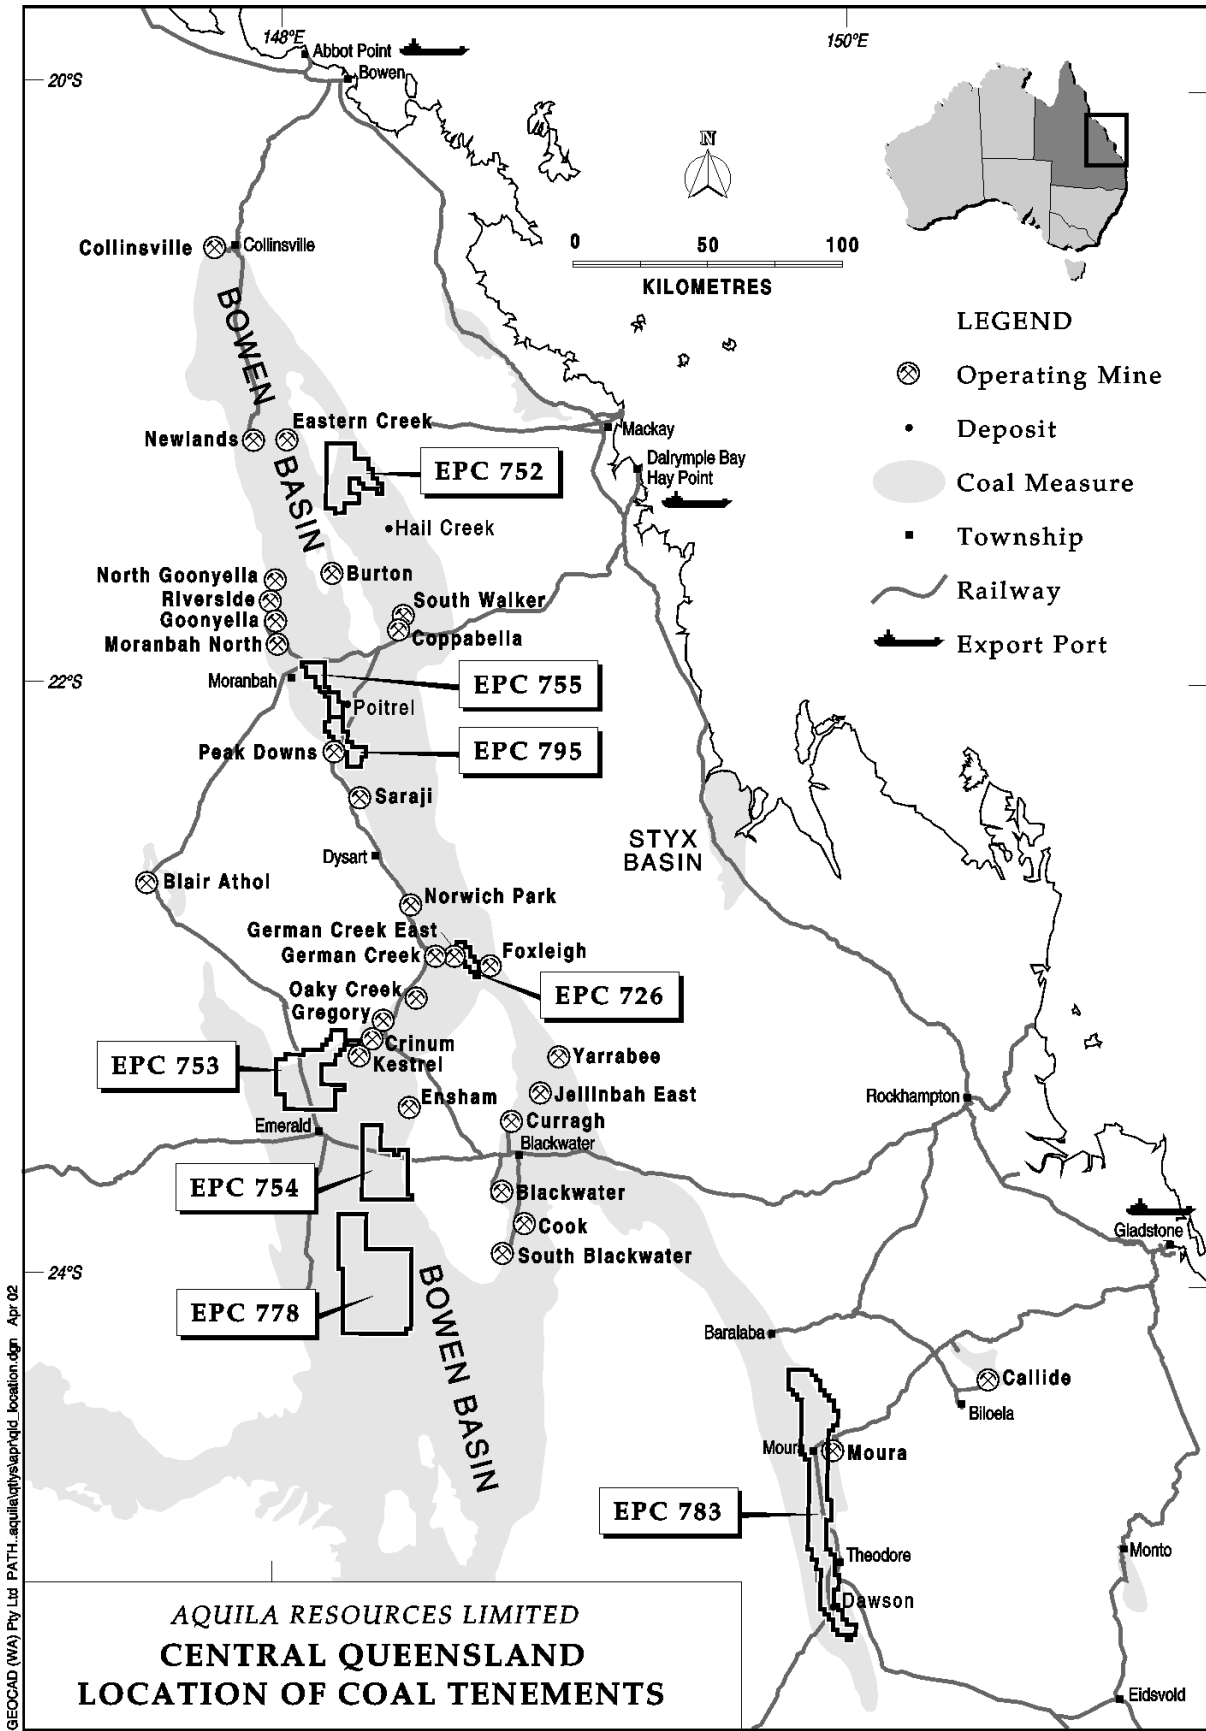 148°E
150°E
Abbot Point
Bowen
20°S
N
0 50 100
KILOMETRES
Collinsville
Collinsville
BOWEN
BASIN
LEGEND
Operating Mine
Deposit
Coal Measure
Township
Railway
Export Port
Eastern Creek
Newlands
Mackay
EPC 752
Dalrymple Bay
Hay Point
Hail Creek
North Goonyella
Burton
Riverside
South Walker
Goonyella
Coppabella
Moranbah North
22°S
Moranbah
EPC 755
Poitrel
Peak Downs
EPC 795
Saraji
STYX
BASIN
Dysart
Blair Athol
Norwich Park
German Creek East
German Creek
Foxleigh
Oaky Creek
EPC 726
Gregory
Crinum
Kestrel
Yarrabee
EPC 753
Jellinbah East
Ensham
Rockhampton
Curragh
Emerald
Blackwater
EPC 754
Blackwater
Cook
Gladstone
South Blackwater
24°S
EPC 778
BOWEN BASIN
Baralaba
Callide
Biloela
Moura
Moura
EPC 783
Theodore
Monto
Dawson
Eidsvold
AQUILA RESOURCES LIMITED
CENTRAL QUEENSLAND
LOCATION OF COAL TENEMENTS
GEOCAD (WA) Pty Ltd
Apr 02